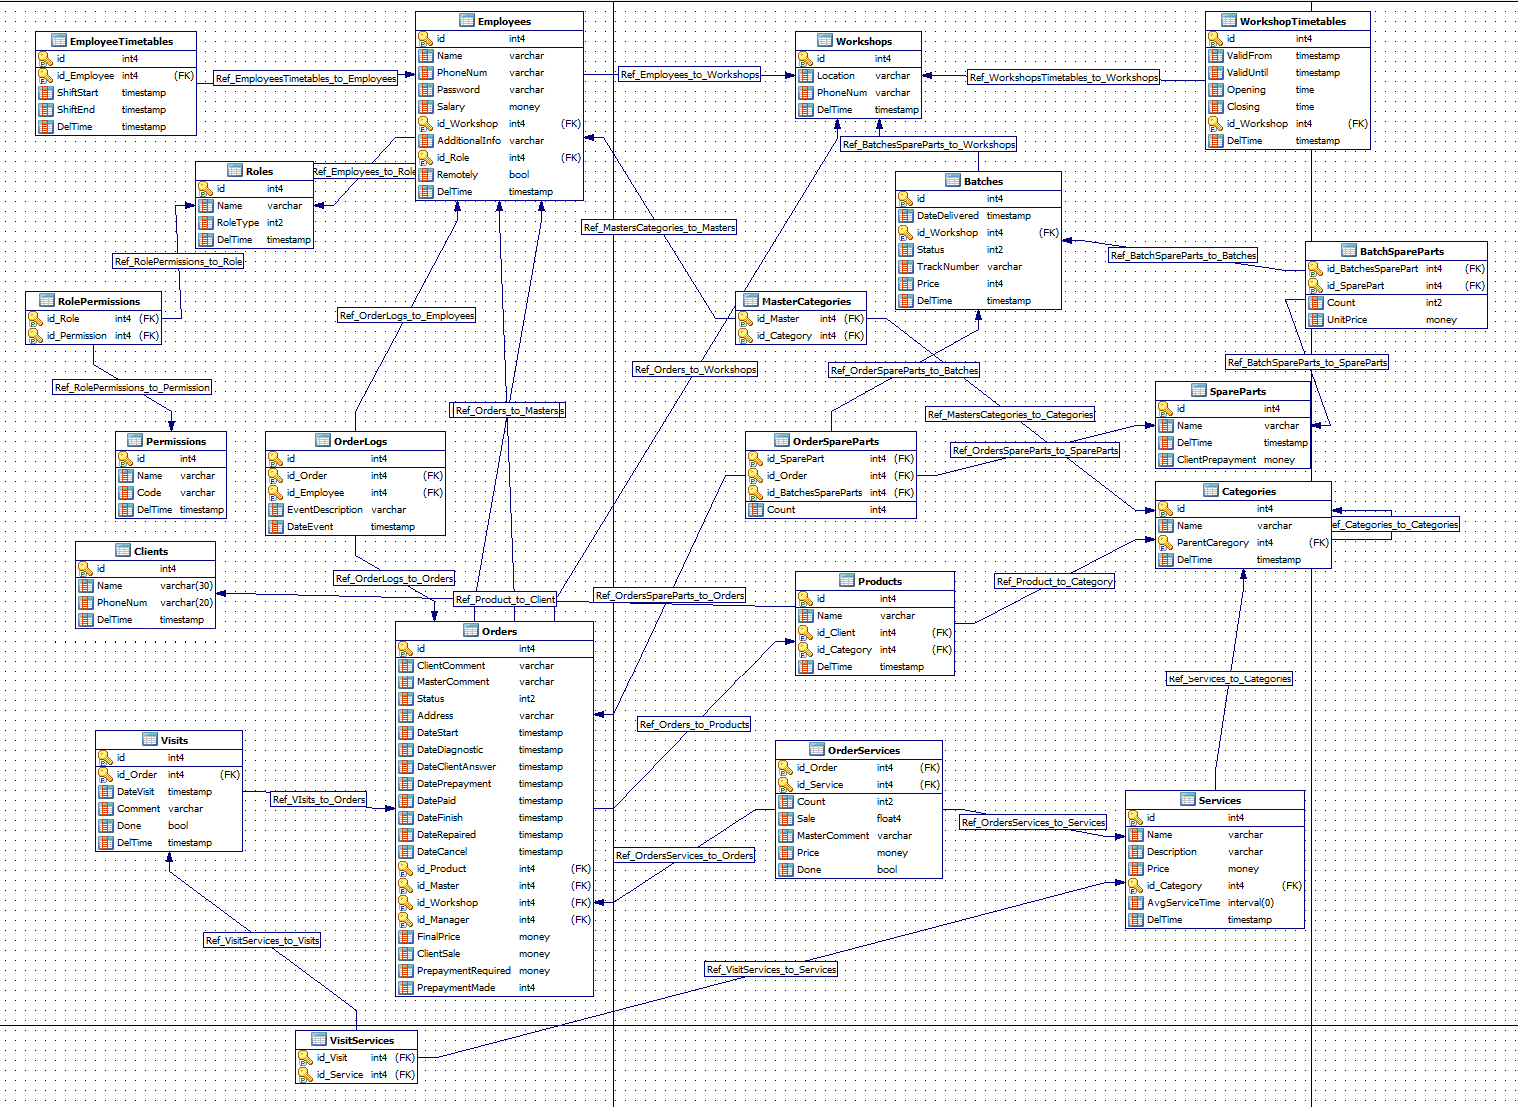 EmployeeTimetables
id int4
id_Employee int4 (FK)
ShiftStart timestamp
ShiftEnd timestamp
DelTime timestamp
Ref_EmployeesTimetables_to_Employees
Employees
id int4
Name varchar
PhoneNum varchar
Password varchar
Salary money
id_Workshop int4 (FK)
AdditionalInfo varchar
id_Role int4 (FK)
Remotely bool
DelTime timestamp
Ref_Employees_to_Workshops
Workshops
id int4
Location varchar
PhoneNum varchar
DelTime timestamp
Ref_WorkshopsTimetables_to_Workshops
WorkshopTimetables
id int4
ValidFrom timestamp
ValidUntil timestamp
Opening time
Closing time
id_Workshop int4 (FK)
DelTime timestamp
Ref_BatchesSpareParts_to_Workshops
Roles
id int4
Name varchar
RoleType int2
DelTime timestamp
Ref_Employees_to_Role
Ref_MastersCategories_to_Masters
Batches
id int4
DateDelivered timestamp
id_Workshop int4 (FK)
Status int2
TrackNumber varchar
Price int4
DelTime timestamp
Ref_BatchSpareParts_to_Batches
BatchSpareParts
id_BatchesSparePart int4 (FK)
id_SparePart int4 (FK)
Count int2
UnitPrice money
Ref_RolePermissions_to_Role
RolePermissions
id_Role int4 (FK)
id_Permission int4 (FK)
Ref_OrderLogs_to_Employees
MasterCategories
id_Master int4 (FK)
id_Category int4 (FK)
Ref_Orders_to_Workshops
Ref_OrderSpareParts_to_Batches
Ref_BatchSpareParts_to_SpareParts
Ref_RolePermissions_to_Permission
Ref_Orders_to_Masters
Ref_MastersCategories_to_Categories
SpareParts
id int4
Name varchar
DelTime timestamp
ClientPrepayment money
Permissions
id int4
Name varchar
Code varchar
DelTime timestamp
OrderLogs
id int4
id_Order int4 (FK)
id_Employee int4 (FK)
EventDescription varchar
DateEvent timestamp
OrderSpareParts
id_SparePart int4 (FK)
id_Order int4 (FK)
id_BatchesSpareParts int4 (FK)
Count int4
Ref_OrdersSpareParts_to_SpareParts
Categories
id int4
Name varchar
ParentCaregory int4 (FK)
DelTime timestamp
ef_Categories_to_Categories
Clients
id int4
Name varchar(30)
PhoneNum varchar(20)
DelTime timestamp
Ref_OrderLogs_to_Orders
Ref_Product_to_Client
Ref_OrdersSpareParts_to_Orders
Products
id int4
Name varchar
id_Client int4 (FK)
id_Category int4 (FK)
DelTime timestamp
Ref_Product_to_Category
Orders
id int4
ClientComment varchar
MasterComment varchar
Status int2
Address varchar
DateStart timestamp
DateDiagnostic timestamp
DateClientAnswer timestamp
DatePrepayment timestamp
DatePaid timestamp
DateFinish timestamp
DateRepaired timestamp
DateCancel timestamp
id_Product int4 (FK)
id_Master int4 (FK)
id_Workshop int4 (FK)
id_Manager int4 (FK)
FinalPrice money
ClientSale money
PrepaymentRequired money
PrepaymentMade int4
Ref_Services_to_Categories
Ref_Orders_to_Products
Visits
id int4
id_Order int4 (FK)
DateVisit timestamp
Comment varchar
Done bool
DelTime timestamp
Ref_VIsits_to_Orders
OrderServices
id_Order int4 (FK)
id_Service int4 (FK)
Count int2
Sale float4
MasterComment varchar
Price money
Done bool
Ref_OrdersServices_to_Services
Ref_OrdersServices_to_Orders
Services
id int4
Name varchar
Description varchar
Price money
id_Category int4 (FK)
AvgServiceTime interval(0)
DelTime timestamp
Ref_VisitServices_to_Visits
Ref_VisitServices_to_Services
VisitServices
id_Visit int4 (FK)
id_Service int4 (FK)